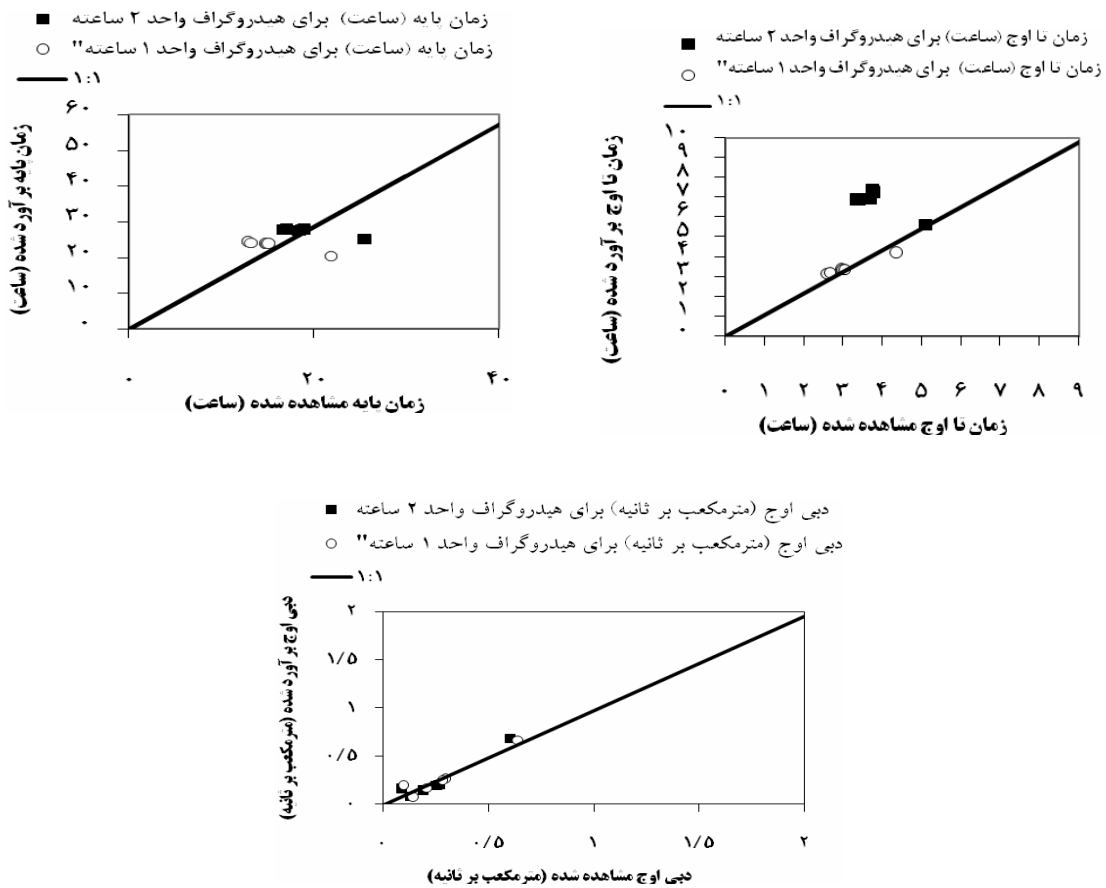 زمان پایه (ساعت) برای هیدروگراف واحد ۲ ساعته
زمان پایه (ساعت) برای هیدروگراف واحد ۱ ساعته"
۱:۱
۶۰
۵۰
۴۰
۳۰
۲۰
۱۰
۰
زمان پایه برآورد شده (ساعت)
۰ ۲۰ ۴۰
زمان پایه مشاهده شده (ساعت)
زمان تا اوج (ساعت) برای هیدروگراف واحد ۲ ساعته
زمان تا اوج (ساعت) برای هیدروگراف واحد ۱ ساعته"
۱:۱
۱۰
۹
۸
۷
۶
۵
۴
۳
۲
۱
۰
زمان تا اوج برآورد شده (ساعت)
۰ ۱ ۲ ۳ ۴ ۵ ۶ ۷ ۸ ۹
زمان تا اوج مشاهده شده (ساعت)
دبی اوج (مترمکعب بر ثانیه) برای هیدروگراف واحد ۲ ساعته
دبی اوج (مترمکعب بر ثانیه) برای هیدروگراف واحد ۱ ساعته"
۱:۱
۲
۱/۵
۱
۰/۵
۰
دبی اوج برآورد شده (مترمکعب بر ثانیه)
۰ ۰/۵ ۱ ۱/۵ ۲
دبی اوج مشاهده شده (مترمکعب بر ثانیه)